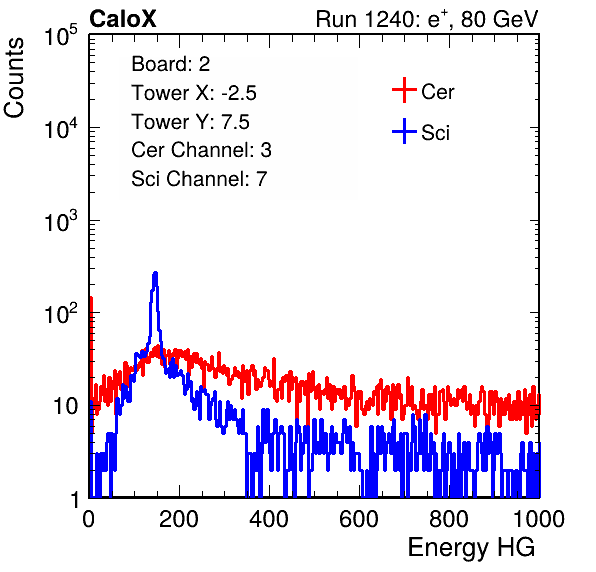 CaloX Run 1240: e⁺, 80 GeV
Counts
Board: 2
Tower X: -2.5
Tower Y: 7.5
Cer Channel: 3
Sci Channel: 7
Cer
Sci
10⁵
10⁴
10³
10²
10
1
0 200 400 600 800 1000
Energy HG